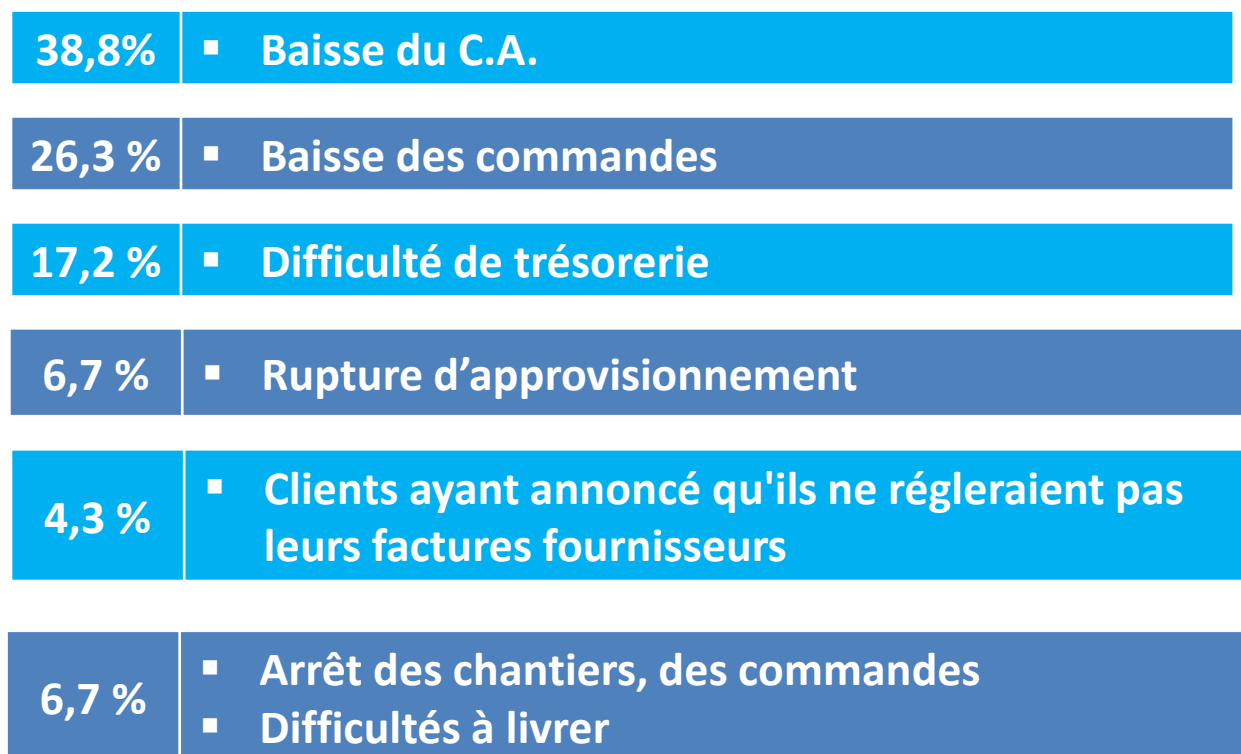 38,8% ▪ Baisse du C.A.
26,3 % ▪ Baisse des commandes
17,2 % ▪ Difficulté de trésorerie
6,7 % ▪ Rupture d’approvisionnement
4,3 % ▪ Clients ayant annoncé qu'ils ne régleraient pas
leurs factures fournisseurs
6,7 % ▪ Arrêt des chantiers, des commandes
▪ Difficultés à livrer